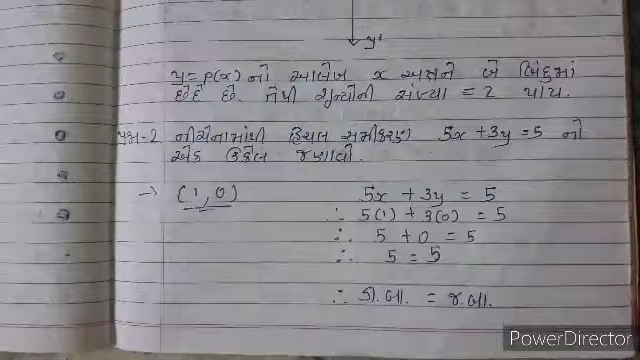 y'
y = P(x) નો આલેખ x અક્ષને બે બિંદુમાં
છેદે છે. તેથી શૂન્યોની સંખ્યા = 2 થાય.
પ્રશ્ન-2 નીચેનામાંથી દ્વિચલ સમીકરણ 5x + 3y = 5 નો
એક ઉકેલ જણાવો.
→ (1, 0) 5x + 3y = 5
∴ 5(1) + 3(0) = 5
∴ 5 + 0 = 5
∴ 5 = 5
∴ ડા.બા. = જ.બા.
PowerDirector